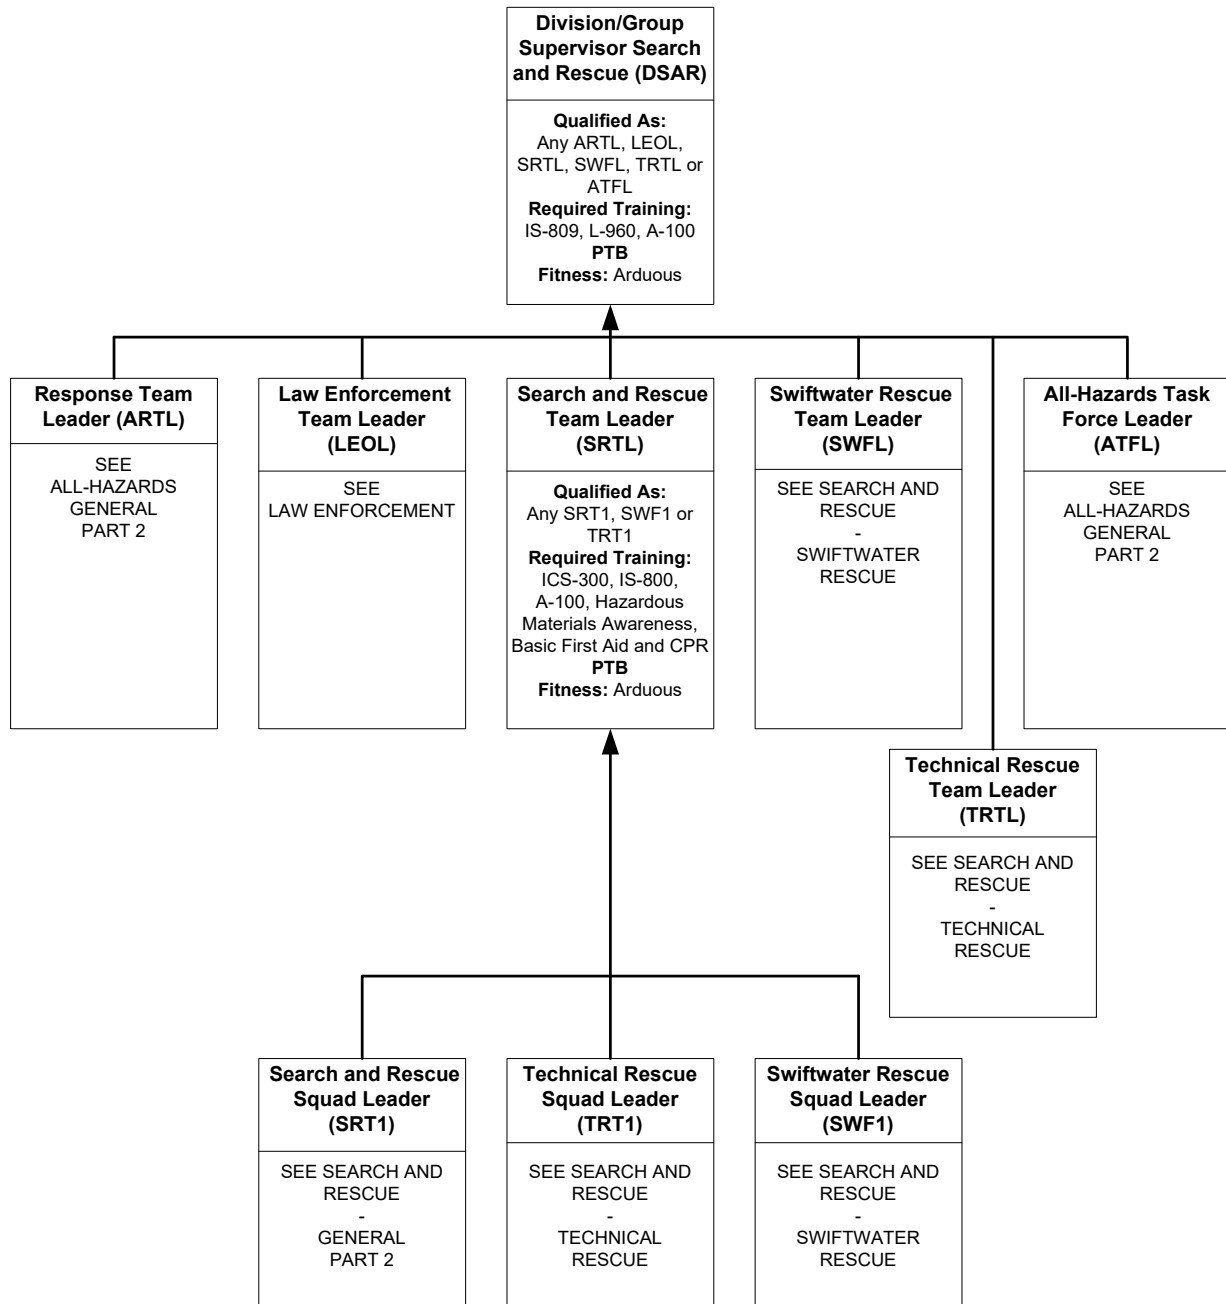 Division/Group
Supervisor Search
and Rescue (DSAR)
Qualified As:
Any ARTL, LEOL,
SRTL, SWFL, TRTL or
ATFL
Required Training:
IS-809, L-960, A-100
PTB
Fitness: Arduous
Response Team
Leader (ARTL)
SEE
ALL-HAZARDS
GENERAL
PART 2
Law Enforcement
Team Leader
(LEOL)
SEE
LAW ENFORCEMENT
Search and Rescue
Team Leader
(SRTL)
Qualified As:
Any SRT1, SWF1 or
TRT1
Required Training:
ICS-300, IS-800,
A-100, Hazardous
Materials Awareness,
Basic First Aid and CPR
PTB
Fitness: Arduous
Swiftwater Rescue
Team Leader
(SWFL)
SEE SEARCH AND
RESCUE
-
SWIFTWATER
RESCUE
All-Hazards Task
Force Leader
(ATFL)
SEE
ALL-HAZARDS
GENERAL
PART 2
Technical Rescue
Team Leader
(TRTL)
SEE SEARCH AND
RESCUE
-
TECHNICAL
RESCUE
Search and Rescue
Squad Leader
(SRT1)
SEE SEARCH AND
RESCUE
-
GENERAL
PART 2
Technical Rescue
Squad Leader
(TRT1)
SEE SEARCH AND
RESCUE
-
TECHNICAL
RESCUE
Swiftwater Rescue
Squad Leader
(SWF1)
SEE SEARCH AND
RESCUE
-
SWIFTWATER
RESCUE